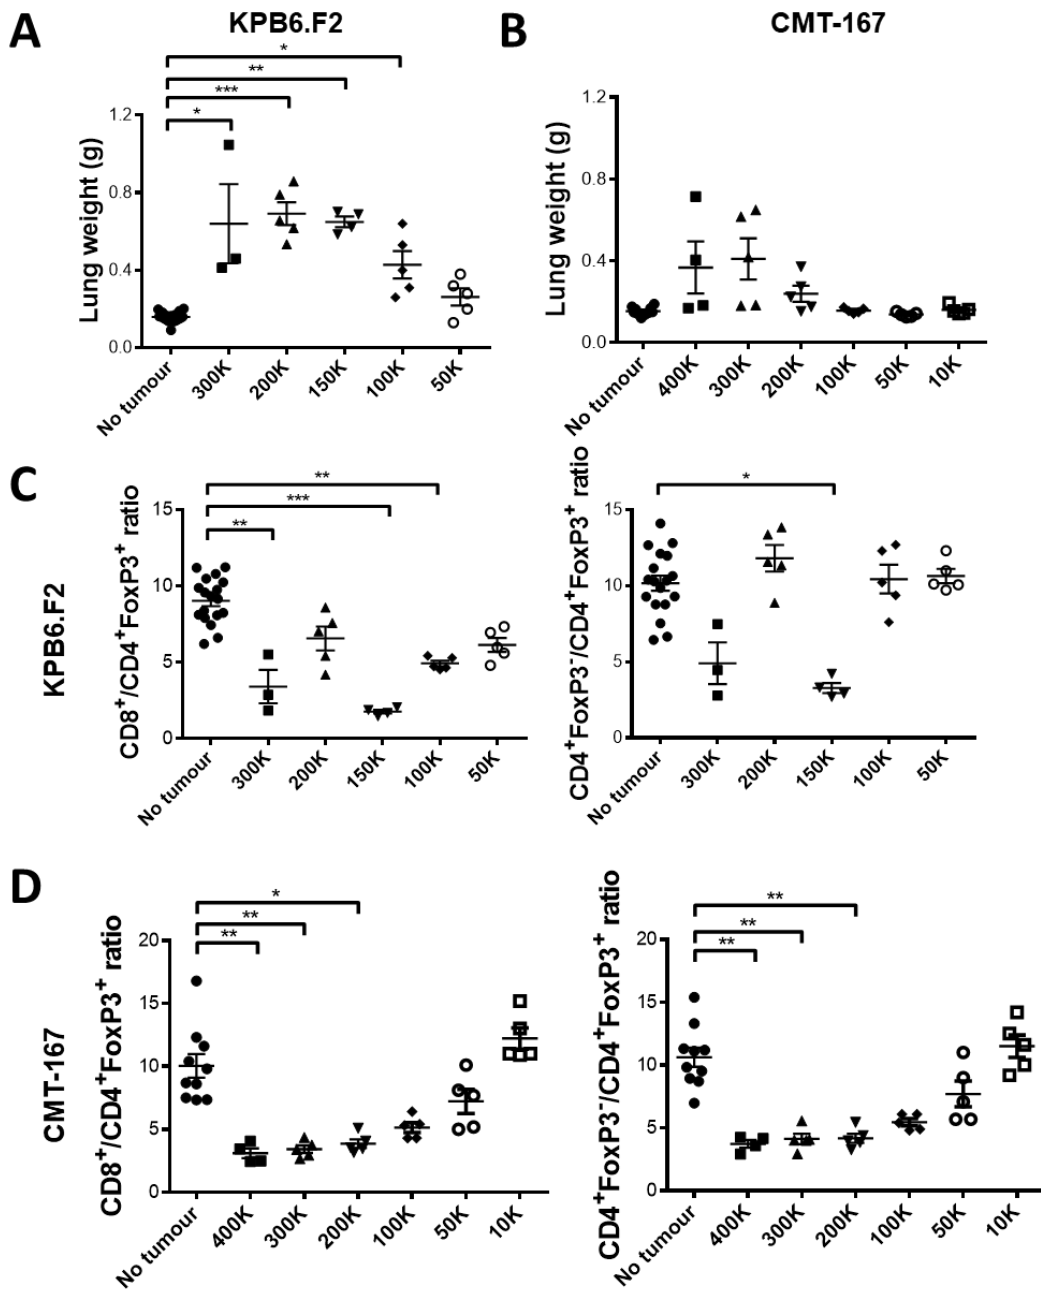 A
KPB6.F2
B
CMT-167
*
**
***
*
Lung weight (g)
1.2
0.8
0.4
0.0
No tumour
300K
200K
150K
100K
50K
Lung weight (g)
1.2
0.8
0.4
0.0
No tumour
400K
300K
200K
100K
50K
10K
C
KPB6.F2
**
***
**
CD8⁺/CD4⁺FoxP3⁺ ratio
15
10
5
0
No tumour
300K
200K
150K
100K
50K
*
CD4⁺FoxP3⁻/CD4⁺FoxP3⁺ ratio
15
10
5
0
No tumour
300K
200K
150K
100K
50K
D
CMT-167
*
**
**
CD8⁺/CD4⁺FoxP3⁺ ratio
20
15
10
5
0
No tumour
400K
300K
200K
100K
50K
10K
**
**
**
CD4⁺FoxP3⁻/CD4⁺FoxP3⁺ ratio
20
15
10
5
0
No tumour
400K
300K
200K
100K
50K
10K